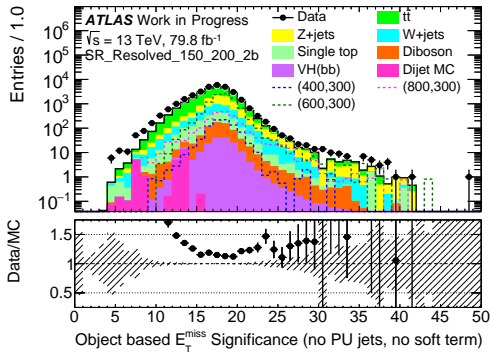 ATLAS Work in Progress
√s = 13 TeV, 79.8 fb⁻¹
SR_Resolved_150_200_2b
Data
tt̄
Z+jets
W+jets
Single top
Diboson
VH(bb)
Dijet MC
(400,300)
(800,300)
(600,300)
Entries / 1.0
10⁷
10⁶
10⁵
10⁴
10³
10²
10
1
10⁻¹
Data/MC
1.5
1
0.5
0 5 10 15 20 25 30 35 40 45 50
Object based E_T^miss Significance (no PU jets, no soft term)